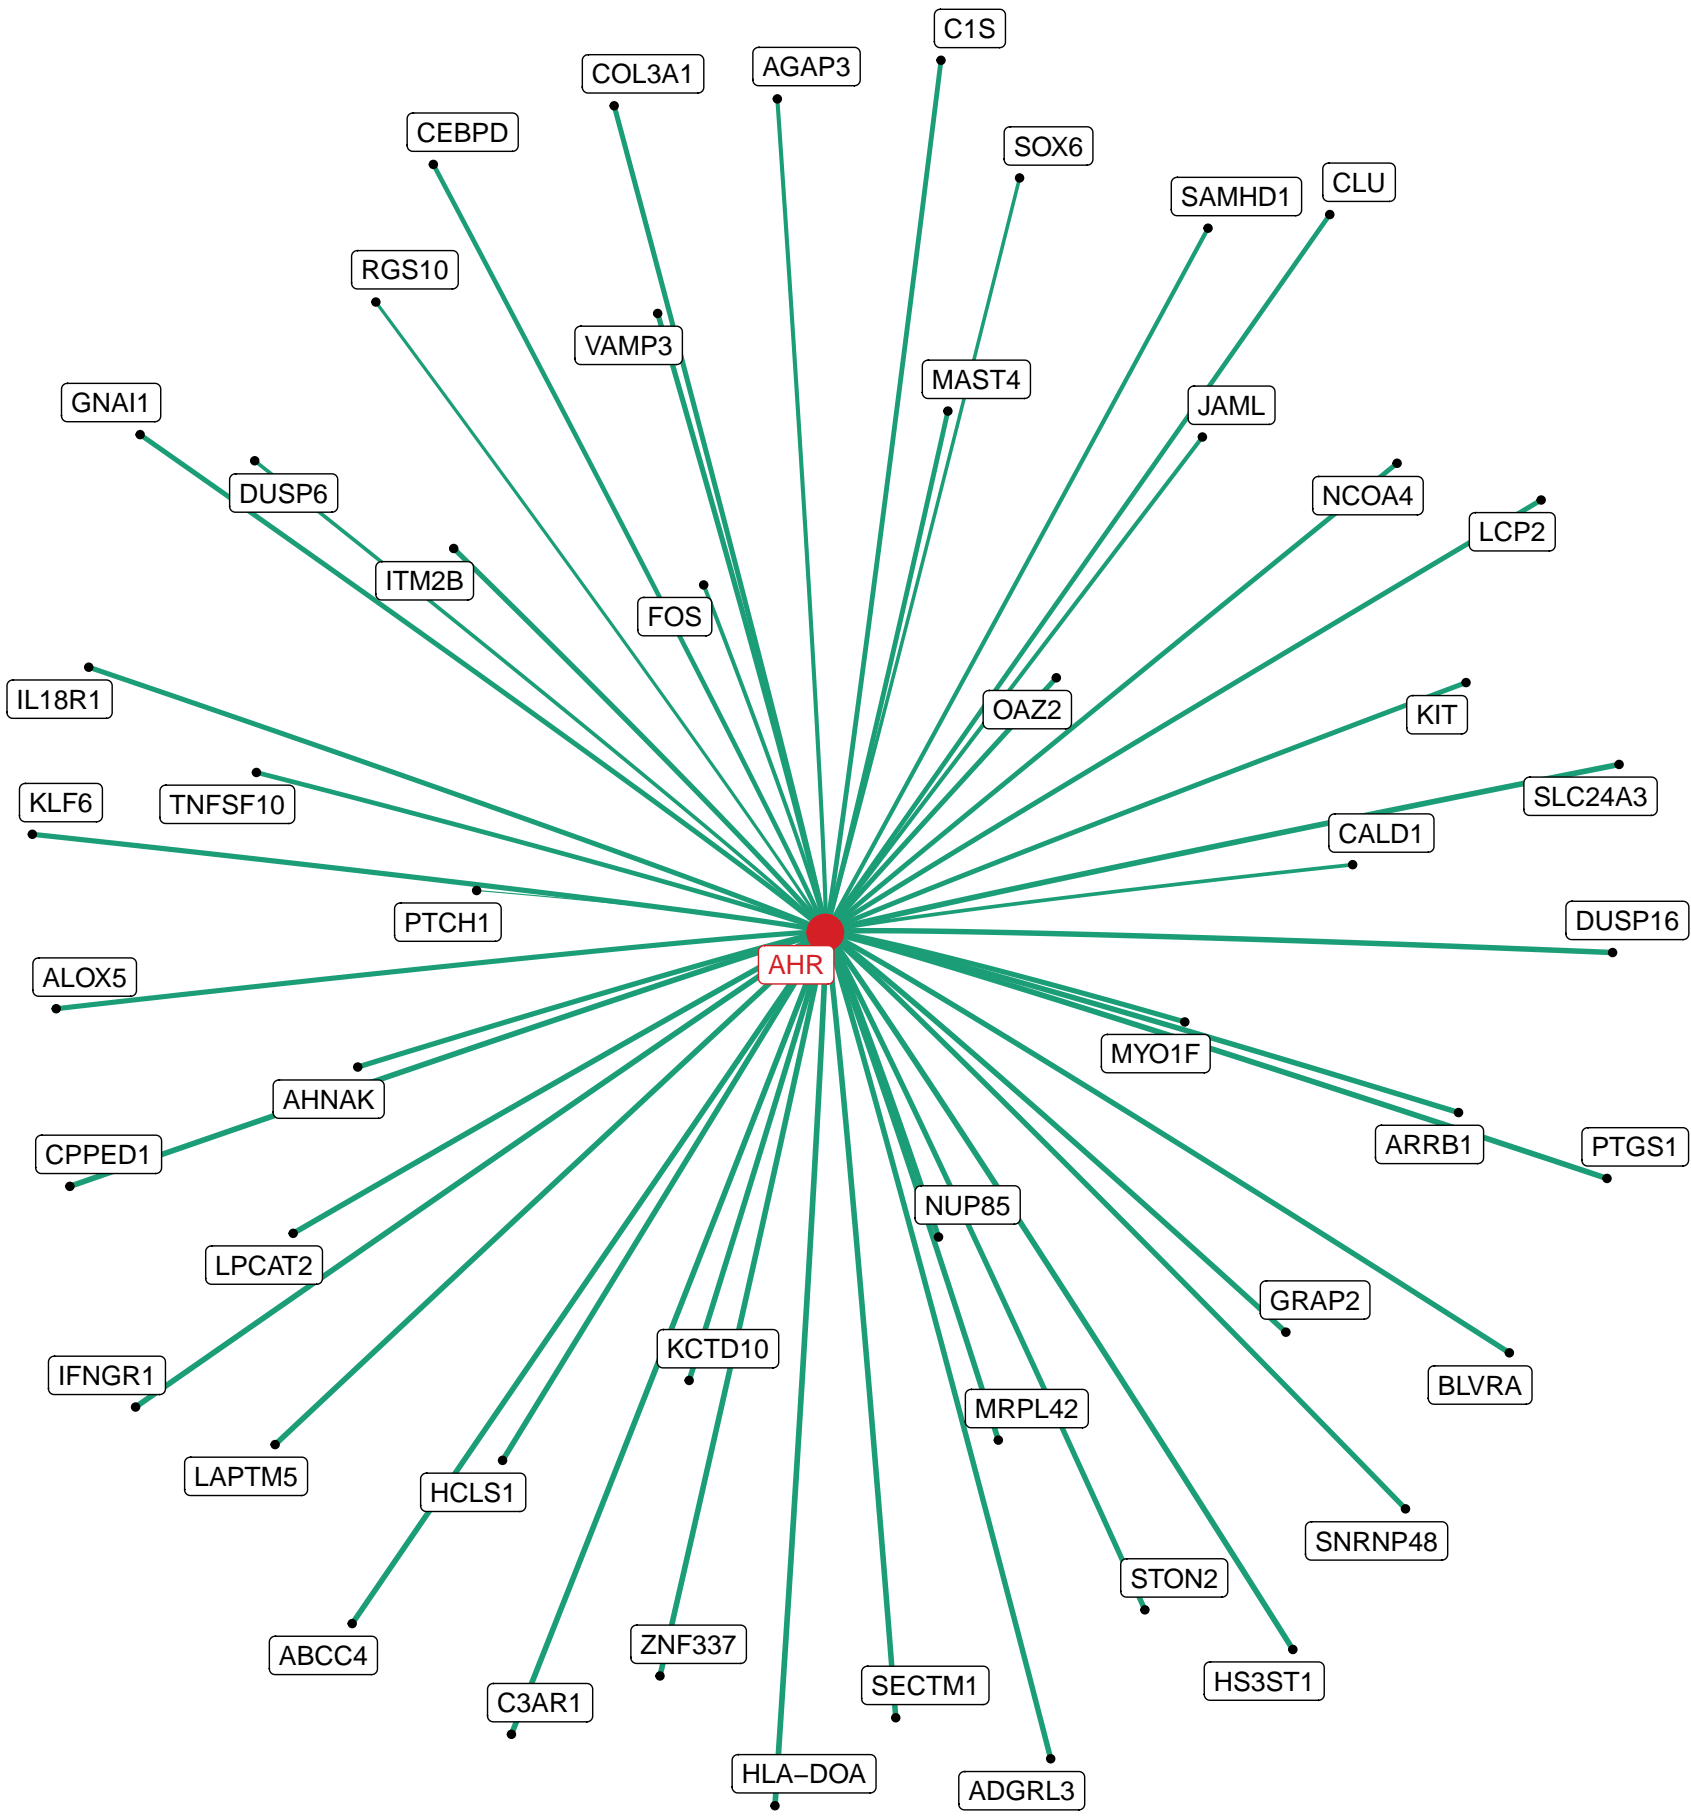 C1S
AGAP3
COL3A1
CEBPD
SOX6
CLU
SAMHD1
RGS10
VAMP3
MAST4
GNAI1
JAML
DUSP6
NCOA4
LCP2
ITM2B
FOS
IL18R1
OAZ2
KIT
SLC24A3
KLF6
TNFSF10
CALD1
PTCH1
DUSP16
AHR
ALOX5
MYO1F
AHNAK
ARRB1
PTGS1
CPPED1
NUP85
LPCAT2
GRAP2
KCTD10
IFNGR1
BLVRA
MRPL42
LAPTM5
HCLS1
SNRNP48
STON2
ZNF337
ABCC4
HS3ST1
SECTM1
C3AR1
HLA−DOA
ADGRL3